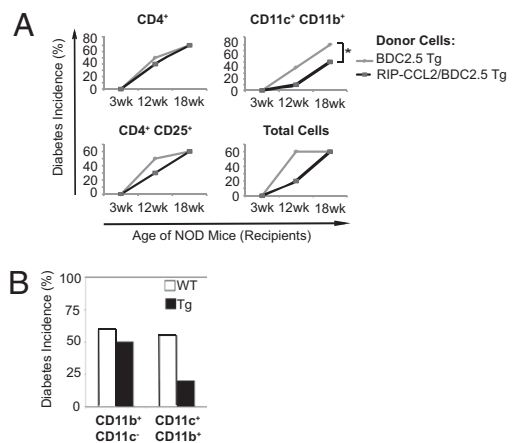 A
CD4⁺
CD11c⁺ CD11b⁺
Donor Cells:
BDC2.5 Tg
RIP-CCL2/BDC2.5 Tg
Diabetes Incidence (%)
80
60
40
20
0
3wk 12wk 18wk
80
60
40
20
0
3wk 12wk 18wk
*
CD4⁺ CD25⁺
Total Cells
60
40
20
0
3wk 12wk 18wk
60
40
20
0
3wk 12wk 18wk
Age of NOD Mice (Recipients)
B
Diabetes Incidence (%)
100
75
50
25
0
WT
Tg
CD11b⁺
CD11c⁻
CD11c⁺
CD11b⁺